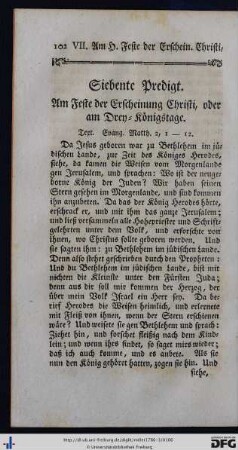 102 VII. Am H. Feste der Erschein. Christi.
Siebente Predigt.
Am Feste der Erscheinung Christi, oder
am Drey-Königstage.
Text. Evang. Matth. 2, 1 — 12.
Da Jesus geboren war zu Bethlehem im jü-
dischen Lande, zur Zeit des Königes Herodes,
siehe, da kamen die Weisen vom Morgenlande
gen Jerusalem, und sprachen: Wo ist der neuge-
borne König der Juden? Wir haben seinen
Stern gesehen im Morgenlande, und sind kommen
ihn anzubeten. Da das der König Herodes hörte,
erschrack er, und mit ihm das ganze Jerusalem; und
ließ versammeln alle Hohepriester und Schrift-
gelehrten unter dem Volk, und erforschte von
ihnen, wo Christus sollte geboren werden. Und
sie sagten ihm: zu Bethlehem im jüdischen Lande.
Denn also stehet geschrieben durch den Propheten:
Und du Bethlehem im jüdischen Lande, bist mit
nichten die Kleinste unter den Fürsten Juda;
denn aus dir soll mir kommen der Herzog, der
über mein Volk Israel ein Herr sey. Da be-
rief Herodes die Weisen heimlich, und erlernete
mit Fleiß von ihnen, wenn der Stern erschienen
wäre? Und weisete sie gen Bethlehem und sprach:
Ziehet hin, und forschet fleißig nach dem Kind-
lein; und wenn ihrs findet, so saget mirs wieder;
daß ich auch komme, und es anbete. Als sie
nun den König gehöret hatten, zogen sie hin. Und
siehe,
© Universitätsbibliothek Freiburg
DFG